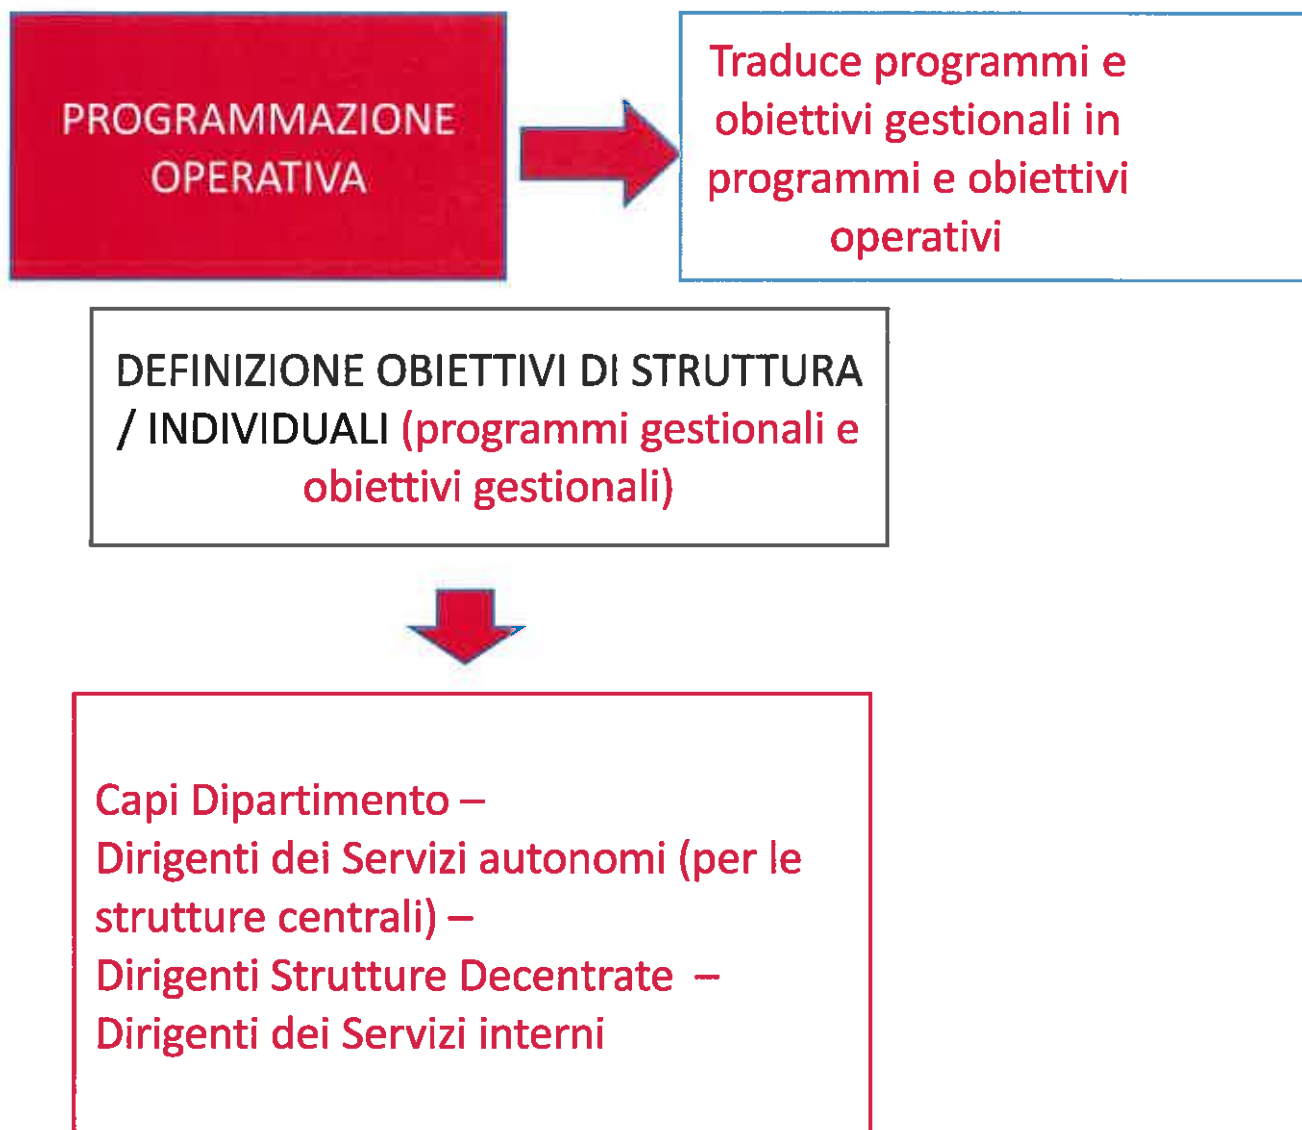 PROGRAMMAZIONE
OPERATIVA
Traduce programmi e
obiettivi gestionali in
programmi e obiettivi
operativi
DEFINIZIONE OBIETTIVI DI STRUTTURA
/ INDIVIDUALI (programmi gestionali e
obiettivi gestionali)
Capi Dipartimento –
Dirigenti dei Servizi autonomi (per le
strutture centrali) –
Dirigenti Strutture Decentrate –
Dirigenti dei Servizi interni